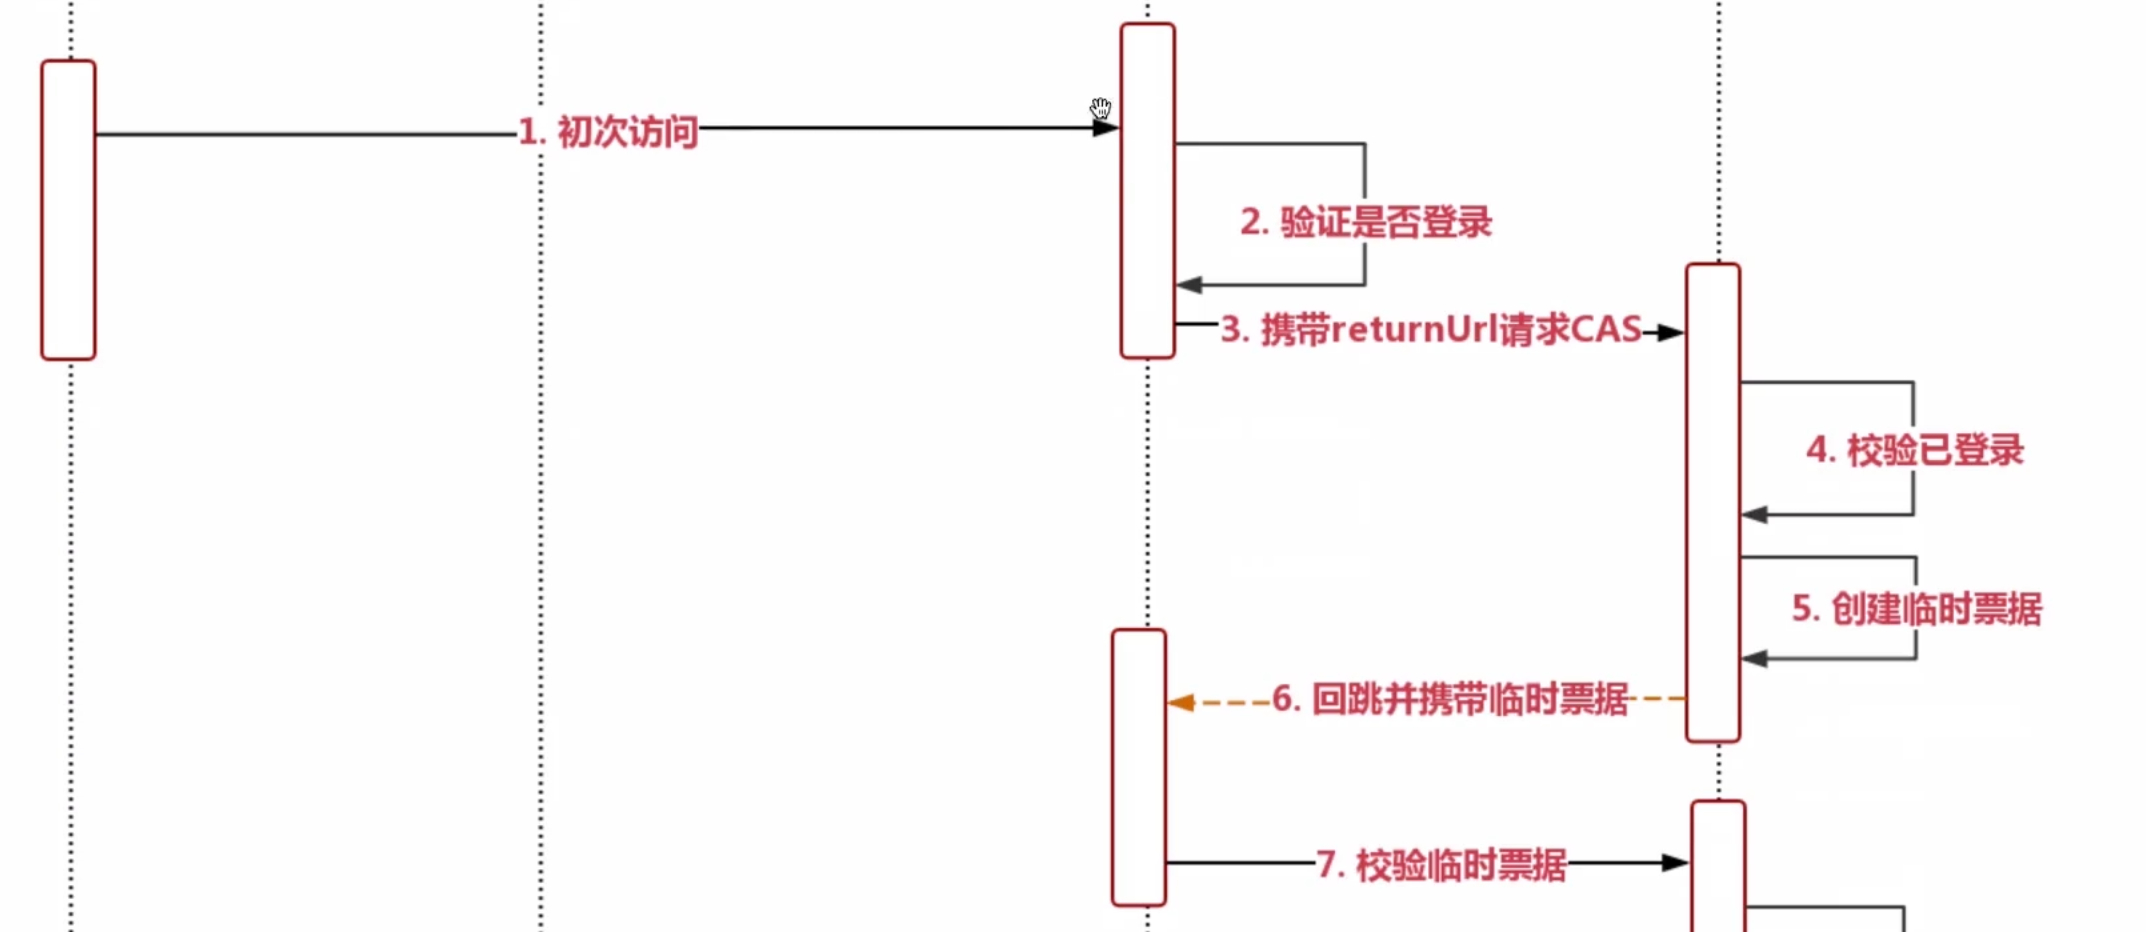 1. 初次访问
2. 验证是否登录
3. 携带returnUrl请求CAS
4. 校验已登录
5. 创建临时票据
6. 回跳并携带临时票据
7. 校验临时票据